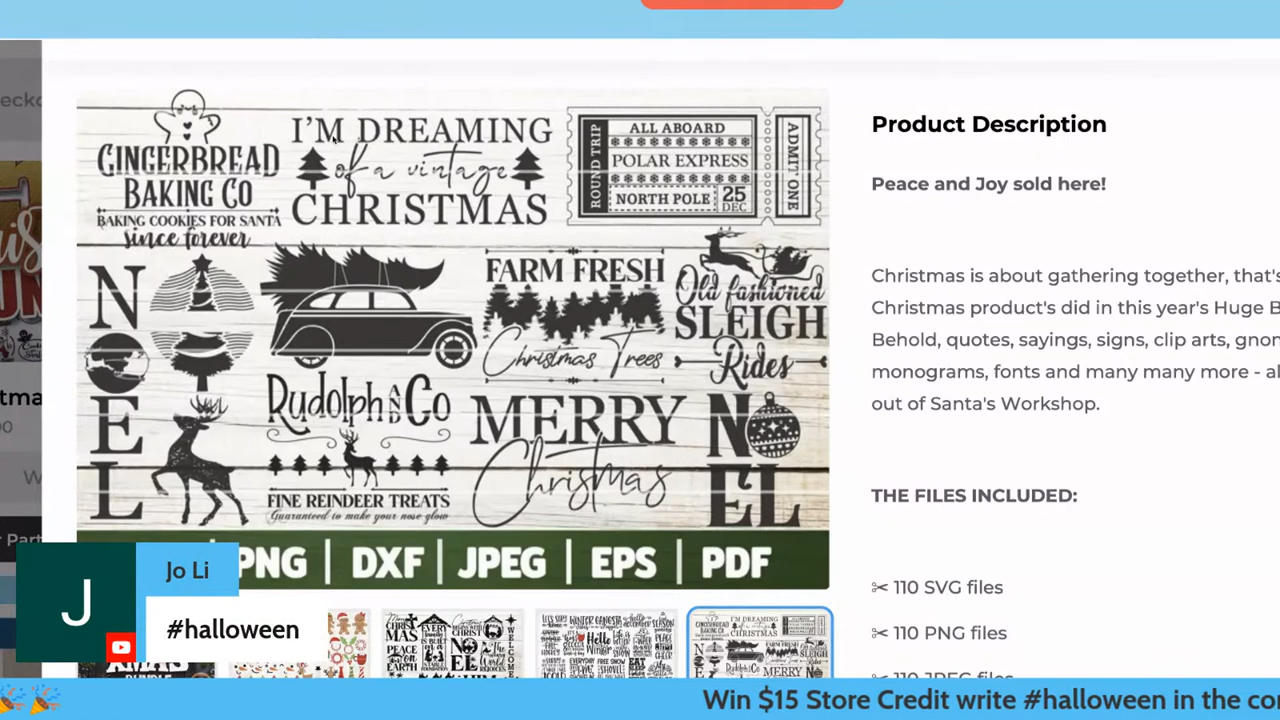 GINGERBREAD
BAKING CO
BAKING COOKIES FOR SANTA
since forever
I'M DREAMING
of a vintage
CHRISTMAS
ROUND TRIP
ALL ABOARD
POLAR EXPRESS
NORTH POLE
25
DEC
ADMIT ONE
N
E
L
FARM FRESH
Christmas Trees
Old fashioned
SLEIGH
Rides
Rudolph AND Co
FINE REINDEER TREATS
Guaranteed to make your nose glow
MERRY
Christmas
N
EL
PNG | DXF | JPEG | EPS | PDF
Product Description
Peace and Joy sold here!
Christmas is about gathering together, that's
Christmas product's did in this year's Huge B
Behold, quotes, sayings, signs, clip arts, gnon
monograms, fonts and many many more - al
out of Santa's Workshop.
THE FILES INCLUDED:
✂ 110 SVG files
✂ 110 PNG files
✂ 110 JPEG files
J
Jo Li
#halloween
Win $15 Store Credit write #halloween in the co